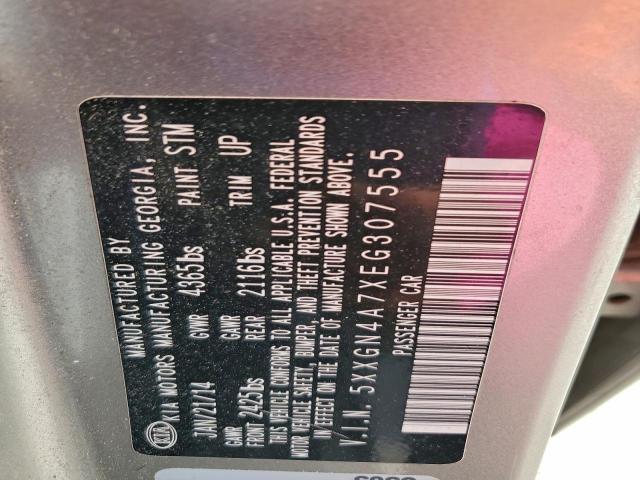 KIA MANUFACTURED BY
KIA MOTORS MANUFACTURING GEORGIA, INC.
JAN/27/14 GVWR 4365lbs PAINT STM
GAWR FRONT 2425lbs GAWR REAR 2116lbs TRIM UP
THIS VEHICLE CONFORMS TO ALL APPLICABLE U.S.A. FEDERAL
MOTOR VEHICLE SAFETY, BUMPER, AND THEFT PREVENTION STANDARDS
IN EFFECT ON THE DATE OF MANUFACTURE SHOWN ABOVE.
V.I.N. 5XXGN4A7XEG307555
PASSENGER CAR